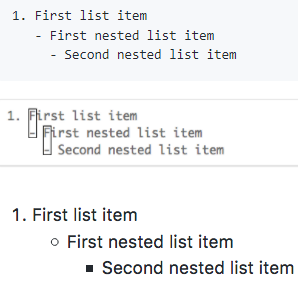 1. First list item
- First nested list item
- Second nested list item
1. First list item
- First nested list item
- Second nested list item
1. First list item
○ First nested list item
■ Second nested list item